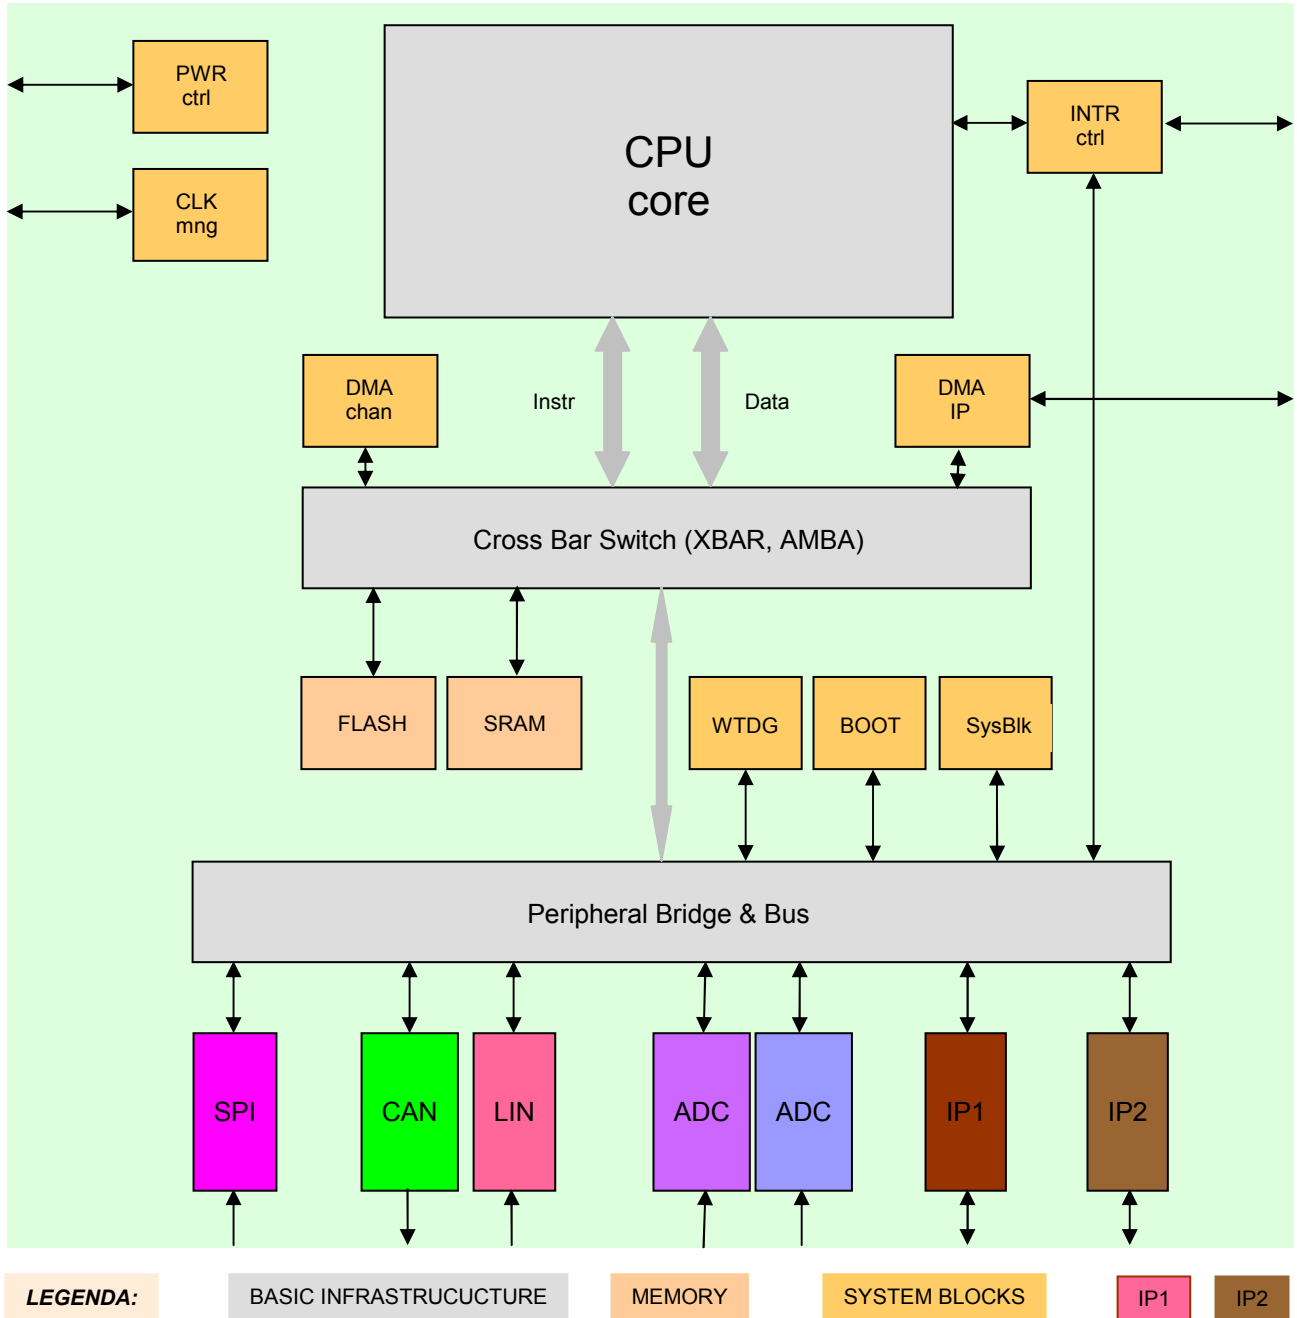 PWR
ctrl
CPU
core
INTR
ctrl
CLK
mng
DMA
chan
Instr
Data
DMA
IP
Cross Bar Switch (XBAR, AMBA)
FLASH
SRAM
WTDG
BOOT
SysBlk
Peripheral Bridge & Bus
SPI
CAN
LIN
ADC
ADC
IP1
IP2
LEGENDA:
BASIC INFRASTRUCUCTURE
MEMORY
SYSTEM BLOCKS
IP1
IP2